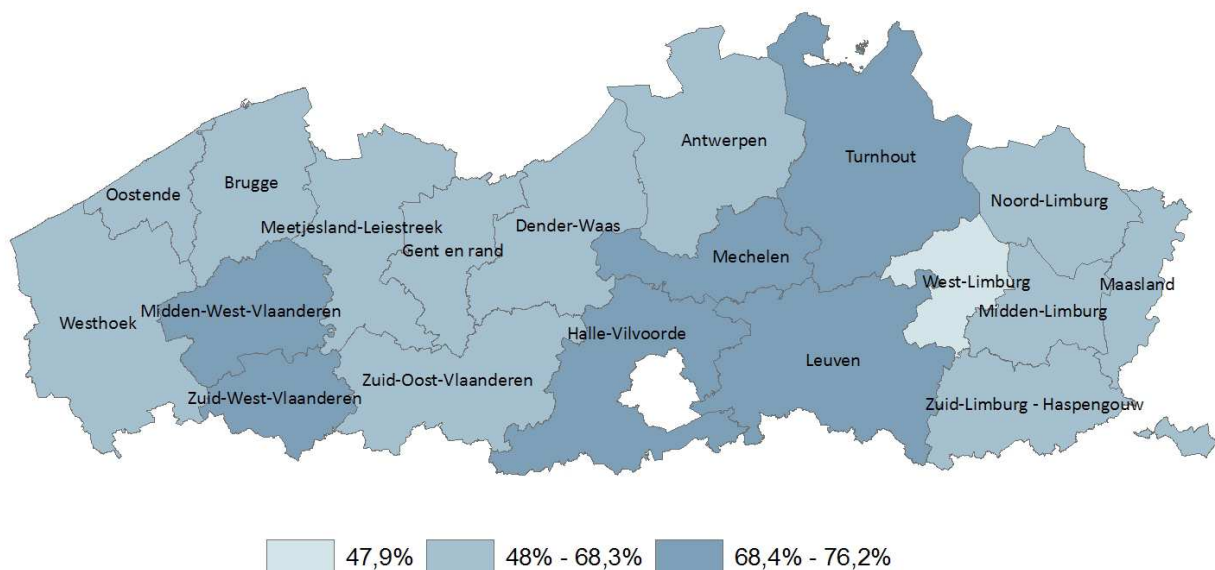 Antwerpen
Turnhout
Oostende
Brugge
Noord-Limburg
Meetjesland-Leiestreek
Gent en rand
Dender-Waas
Mechelen
West-Limburg
Maasland
Midden-West-Vlaanderen
Midden-Limburg
Westhoek
Halle-Vilvoorde
Leuven
Zuid-Oost-Vlaanderen
Zuid-West-Vlaanderen
Zuid-Limburg - Haspengouw
47,9% 48% - 68,3% 68,4% - 76,2%